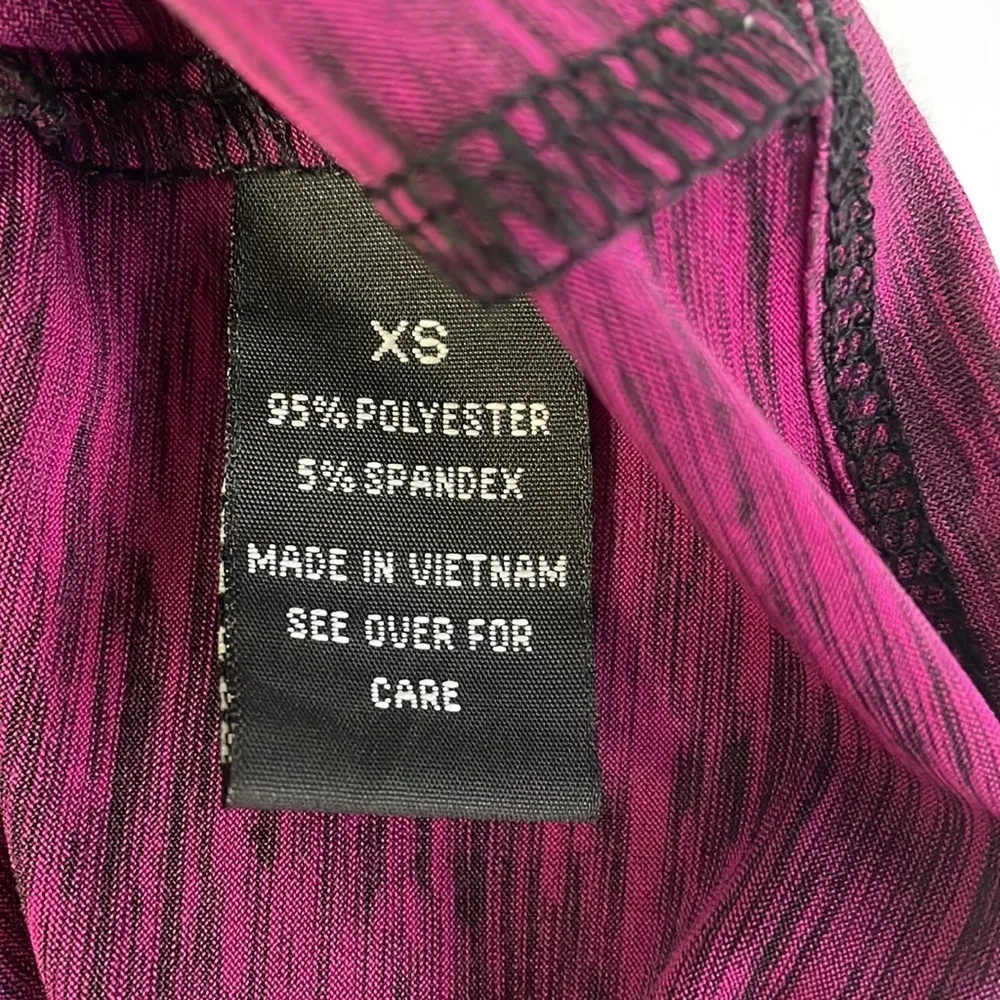 XS
95% POLYESTER
5% SPANDEX
MADE IN VIETNAM
SEE OVER FOR
CARE